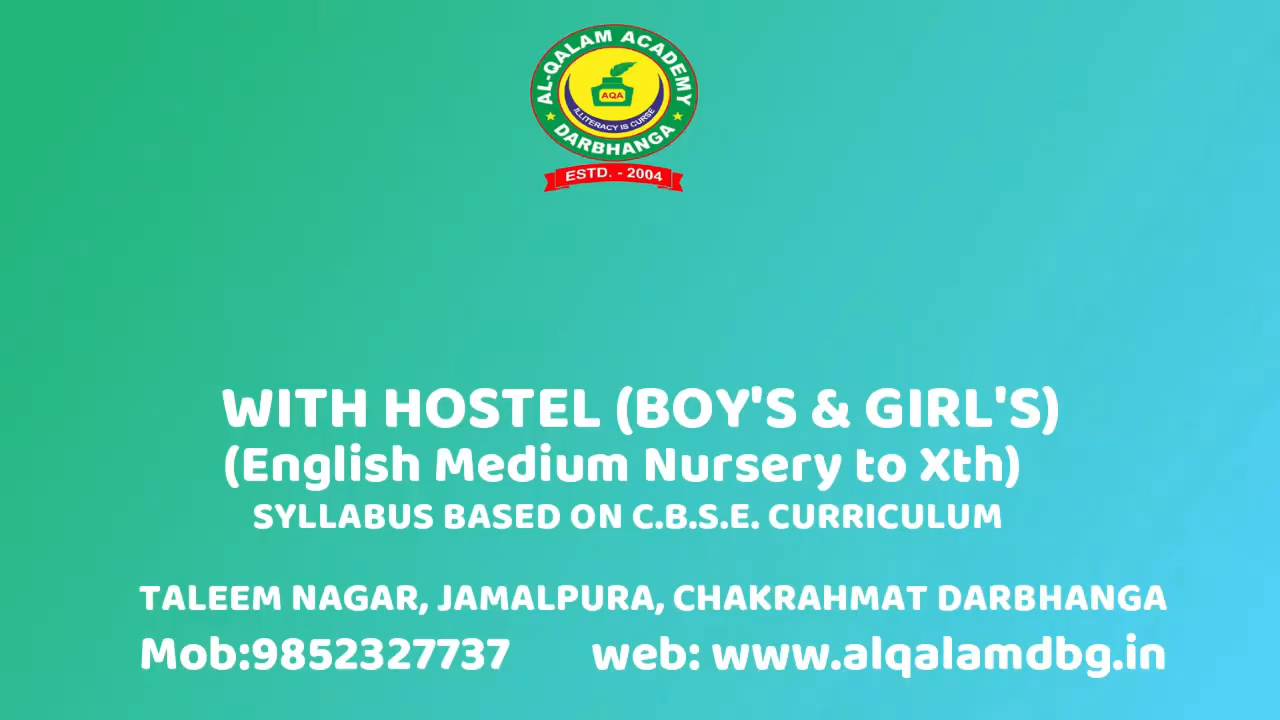 AL-QALAM ACADEMY
AQA
ILLITERACY IS CURSE
DARBHANGA
ESTD. - 2004
WITH HOSTEL (BOY'S & GIRL'S)
(English Medium Nursery to Xth)
SYLLABUS BASED ON C.B.S.E. CURRICULUM
TALEEM NAGAR, JAMALPURA, CHAKRAHMAT DARBHANGA
Mob:9852327737 web: www.alqalamdbg.in